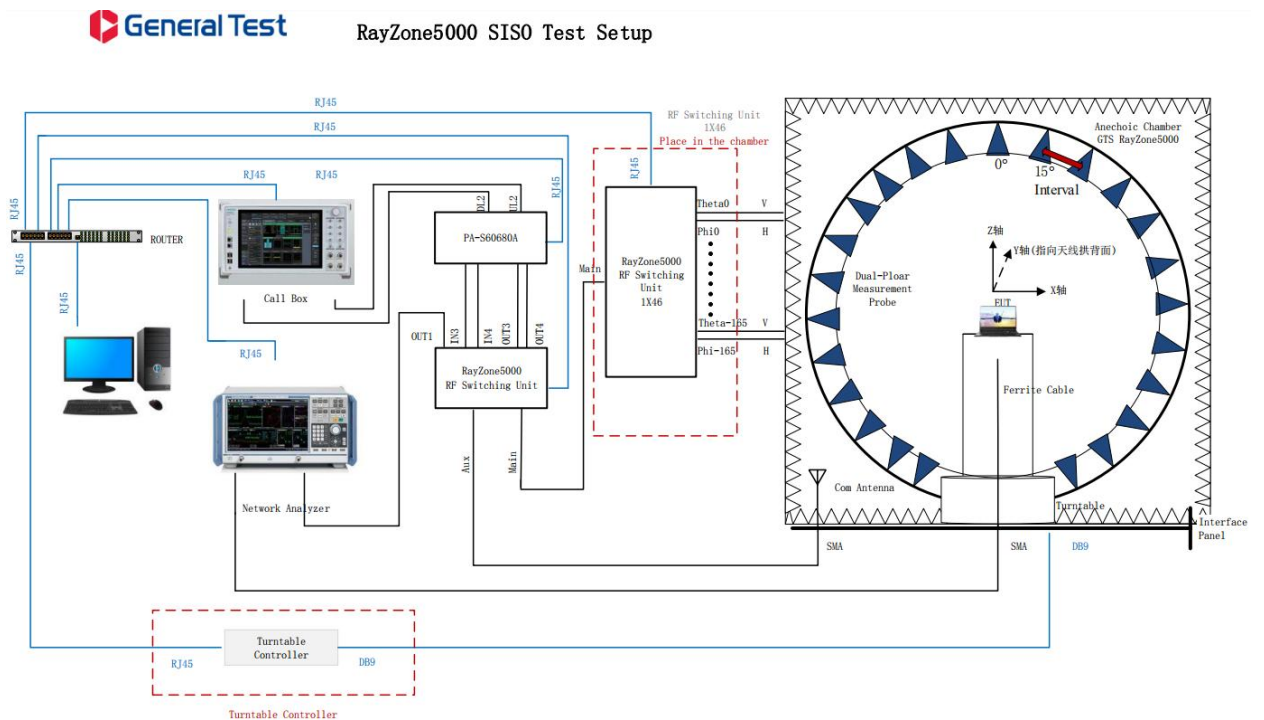 General Test
RayZone5000 SISO Test Setup
RJ45
RJ45
RJ45
RJ45
RJ45
RJ45
RJ45
RJ45
RJ45
RJ45
ROUTER
Call Box
DL2
UL2
PA-S60680A
OUT1
IN3
IN4
OUT3
OUT4
RayZone5000
RF Switching Unit
Aux
Main
Network Analyzer
RF Switching Unit
1X46
Place in the chamber
Main
RayZone5000
RF Switching
Unit
1X46
Theta0 V
Phi0 H
Theta-165 V
Phi-165 H
Anechoic Chamber
GTS RayZone5000
0°
15°
Interval
Z轴
Y轴(指向天线拱背面)
X轴
Dual-Ploar
Measurement
Probe
EUT
Ferrite Cable
Com Antenna
Turntable
Interface
Panel
SMA
SMA
DB9
Turntable
Controller
RJ45
DB9
Turntable Controller